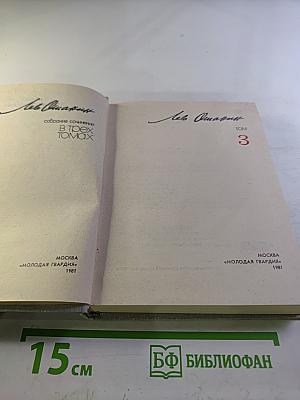 Лев Ошанин
собрание сочинений
в трех
томах
МОСКВА
«МОЛОДАЯ ГВАРДИЯ»
1981
Лев Ошанин
том
3
МОСКВА
«МОЛОДАЯ ГВАРДИЯ»
1981
15 см
БФ БИБЛИОФАН